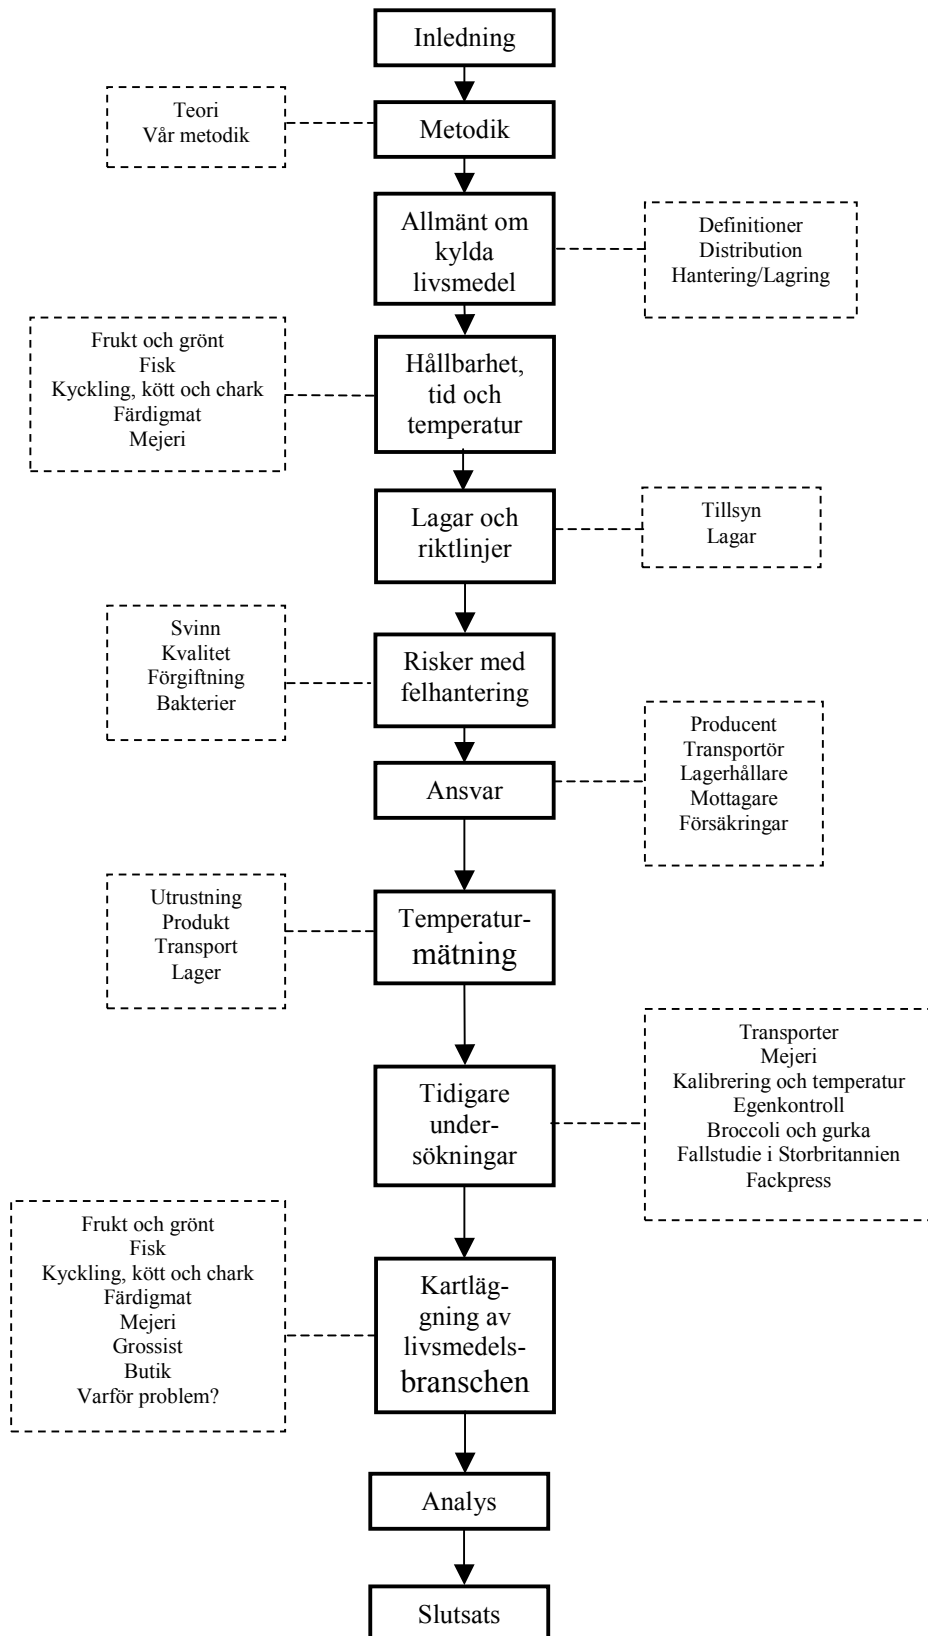 Inledning
Teori
Vår metodik
Metodik
Allmänt om
kylda
livsmedel
Definitioner
Distribution
Hantering/Lagring
Frukt och grönt
Fisk
Kyckling, kött och chark
Färdigmat
Mejeri
Hållbarhet,
tid och
temperatur
Lagar och
riktlinjer
Tillsyn
Lagar
Svinn
Kvalitet
Förgiftning
Bakterier
Risker med
felhantering
Ansvar
Producent
Transportör
Lagerhållare
Mottagare
Försäkringar
Utrustning
Produkt
Transport
Lager
Temperatur-
mätning
Tidigare
under-
sökningar
Transporter
Mejeri
Kalibrering och temperatur
Egenkontroll
Broccoli och gurka
Fallstudie i Storbritannien
Fackpress
Frukt och grönt
Fisk
Kyckling, kött och chark
Färdigmat
Mejeri
Grossist
Butik
Varför problem?
Kartläg-
gning av
livsmedels-
branschen
Analys
Slutsats